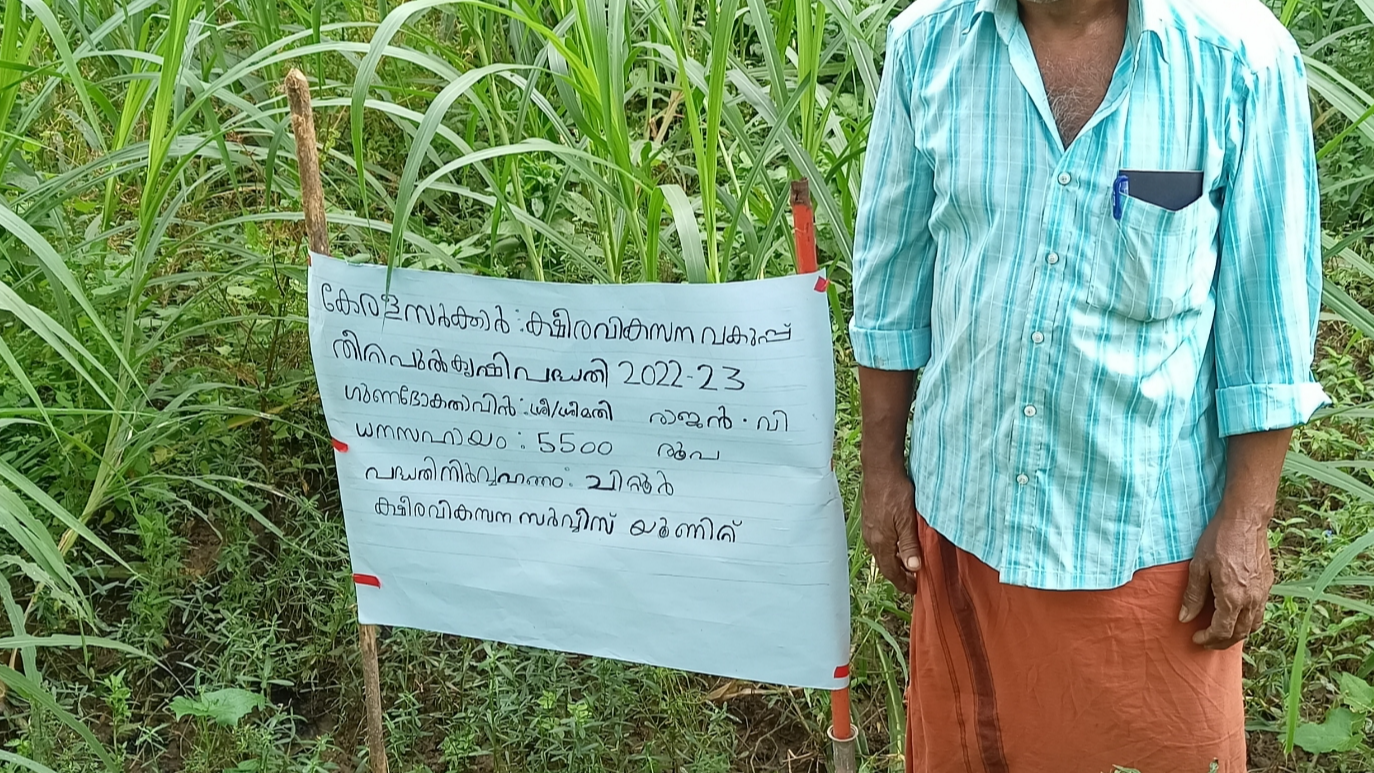 കേരളസർക്കാർ : ക്ഷീരവികസന വകുപ്പ്
തീറ്റപുൽകൃഷി പദ്ധതി 2022-23
ഗുണഭോക്താവിൻ : ശ്രീ/ശ്രീമതി രാജൻ . വി
ധനസഹായം : 5500 രൂപ
പദ്ധതി നിർവ്വഹണം : ചിറ്റൂർ
ക്ഷീരവികസന സർവ്വീസ് യൂണിറ്റ്